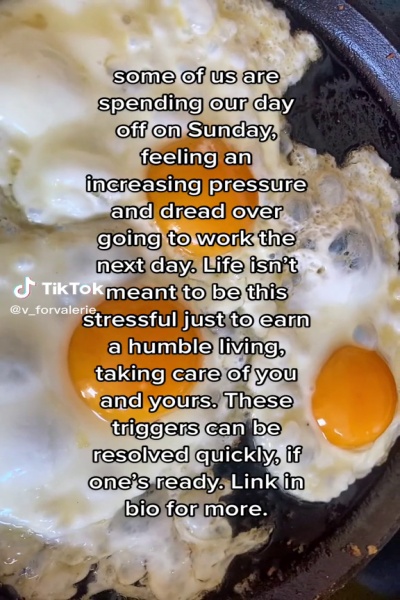 some of us are
spending our day
off on Sunday,
feeling an
increasing pressure
and dread over
going to work the
next day. Life isn't
meant to be this
stressful just to earn
a humble living,
taking care of you
and yours. These
triggers can be
resolved quickly, if
one's ready. Link in
bio for more.
TikTok
@v_forvalerie_